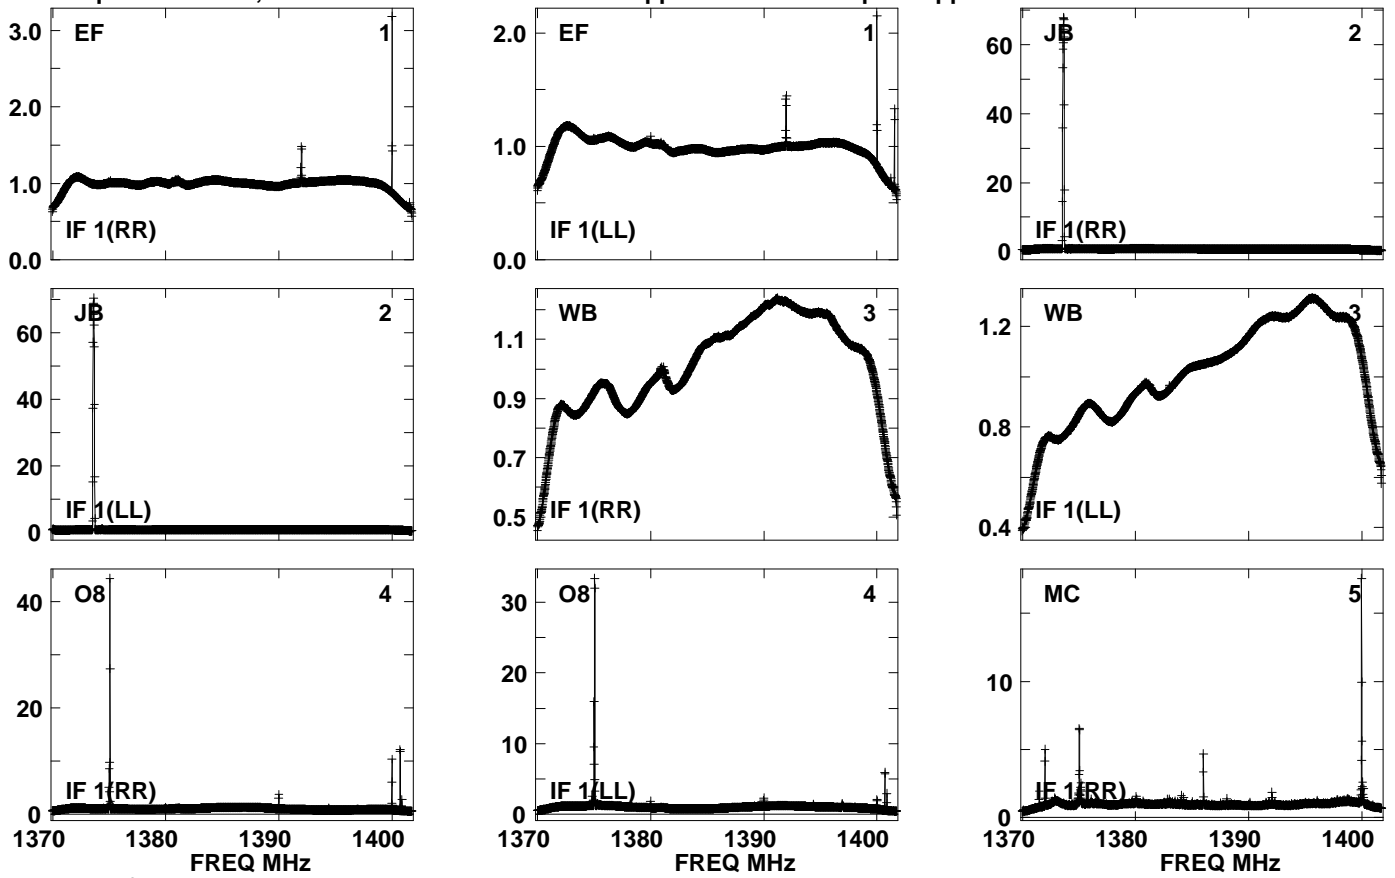 EF 1
3.0
2.0
1.0
0.0
IF 1(RR)
EF 1
2.0
1.0
0.0
IF 1(LL)
JB 2
60
40
20
0
IF 1(RR)
JB 2
60
40
20
0
IF 1(LL)
WB 3
1.1
0.9
0.7
0.5
IF 1(RR)
WB 3
1.2
0.8
0.4
IF 1(LL)
O8 4
40
20
0
IF 1(RR)
1370 1380 1390 1400
FREQ MHz
O8 4
30
20
10
0
IF 1(LL)
1370 1380 1390 1400
FREQ MHz
MC 5
10
0
IF 1(RR)
1370 1380 1390 1400
FREQ MHz